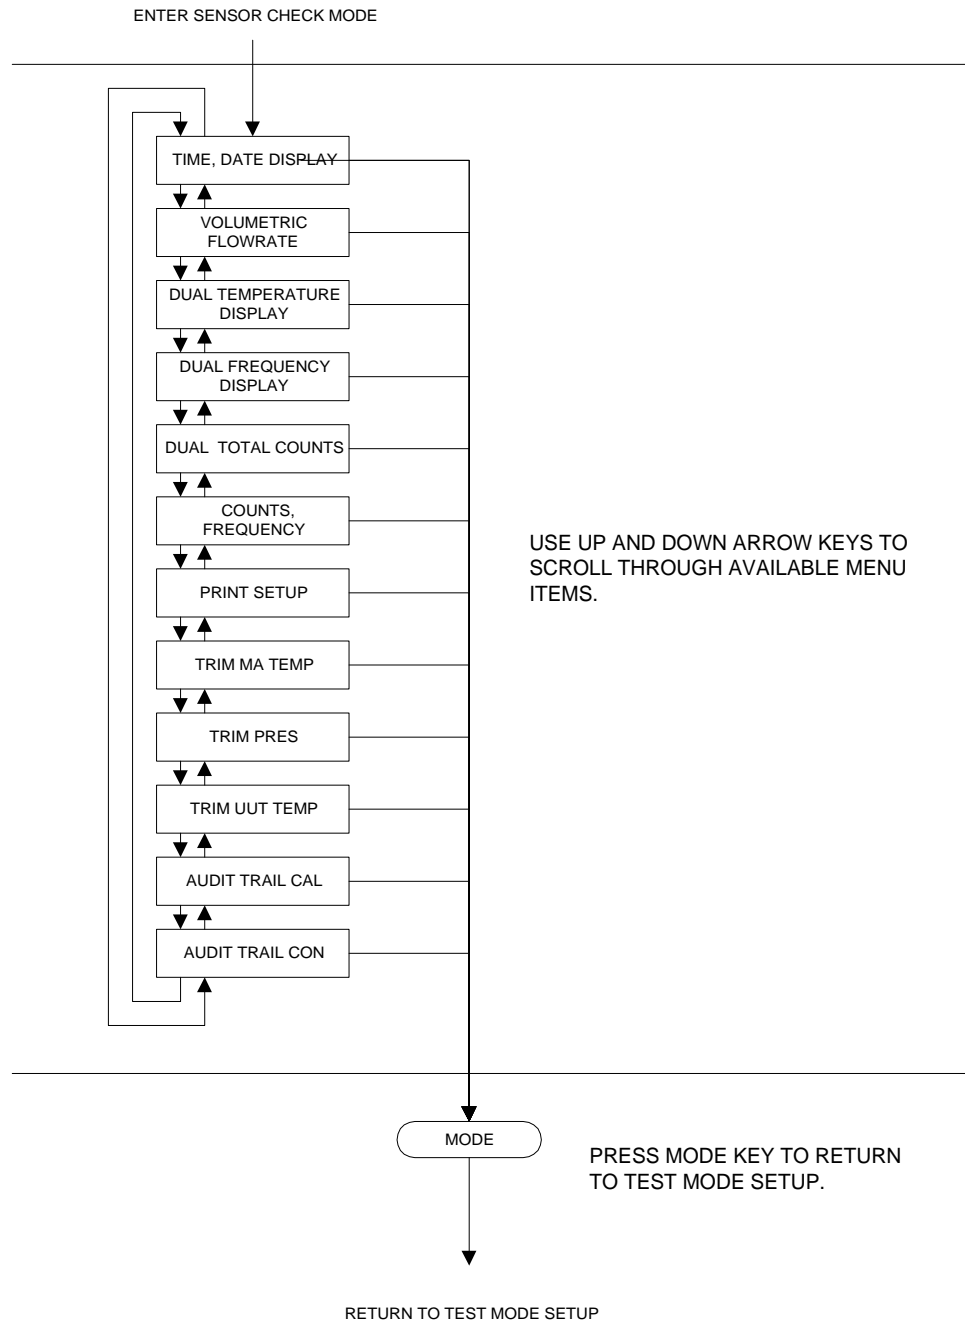 ENTER SENSOR CHECK MODE
TIME, DATE DISPLAY
VOLUMETRIC
FLOWRATE
DUAL TEMPERATURE
DISPLAY
DUAL FREQUENCY
DISPLAY
DUAL TOTAL COUNTS
COUNTS,
FREQUENCY
PRINT SETUP
TRIM MA TEMP
TRIM PRES
TRIM UUT TEMP
AUDIT TRAIL CAL
AUDIT TRAIL CON
USE UP AND DOWN ARROW KEYS TO
SCROLL THROUGH AVAILABLE MENU
ITEMS.
MODE
PRESS MODE KEY TO RETURN
TO TEST MODE SETUP.
RETURN TO TEST MODE SETUP